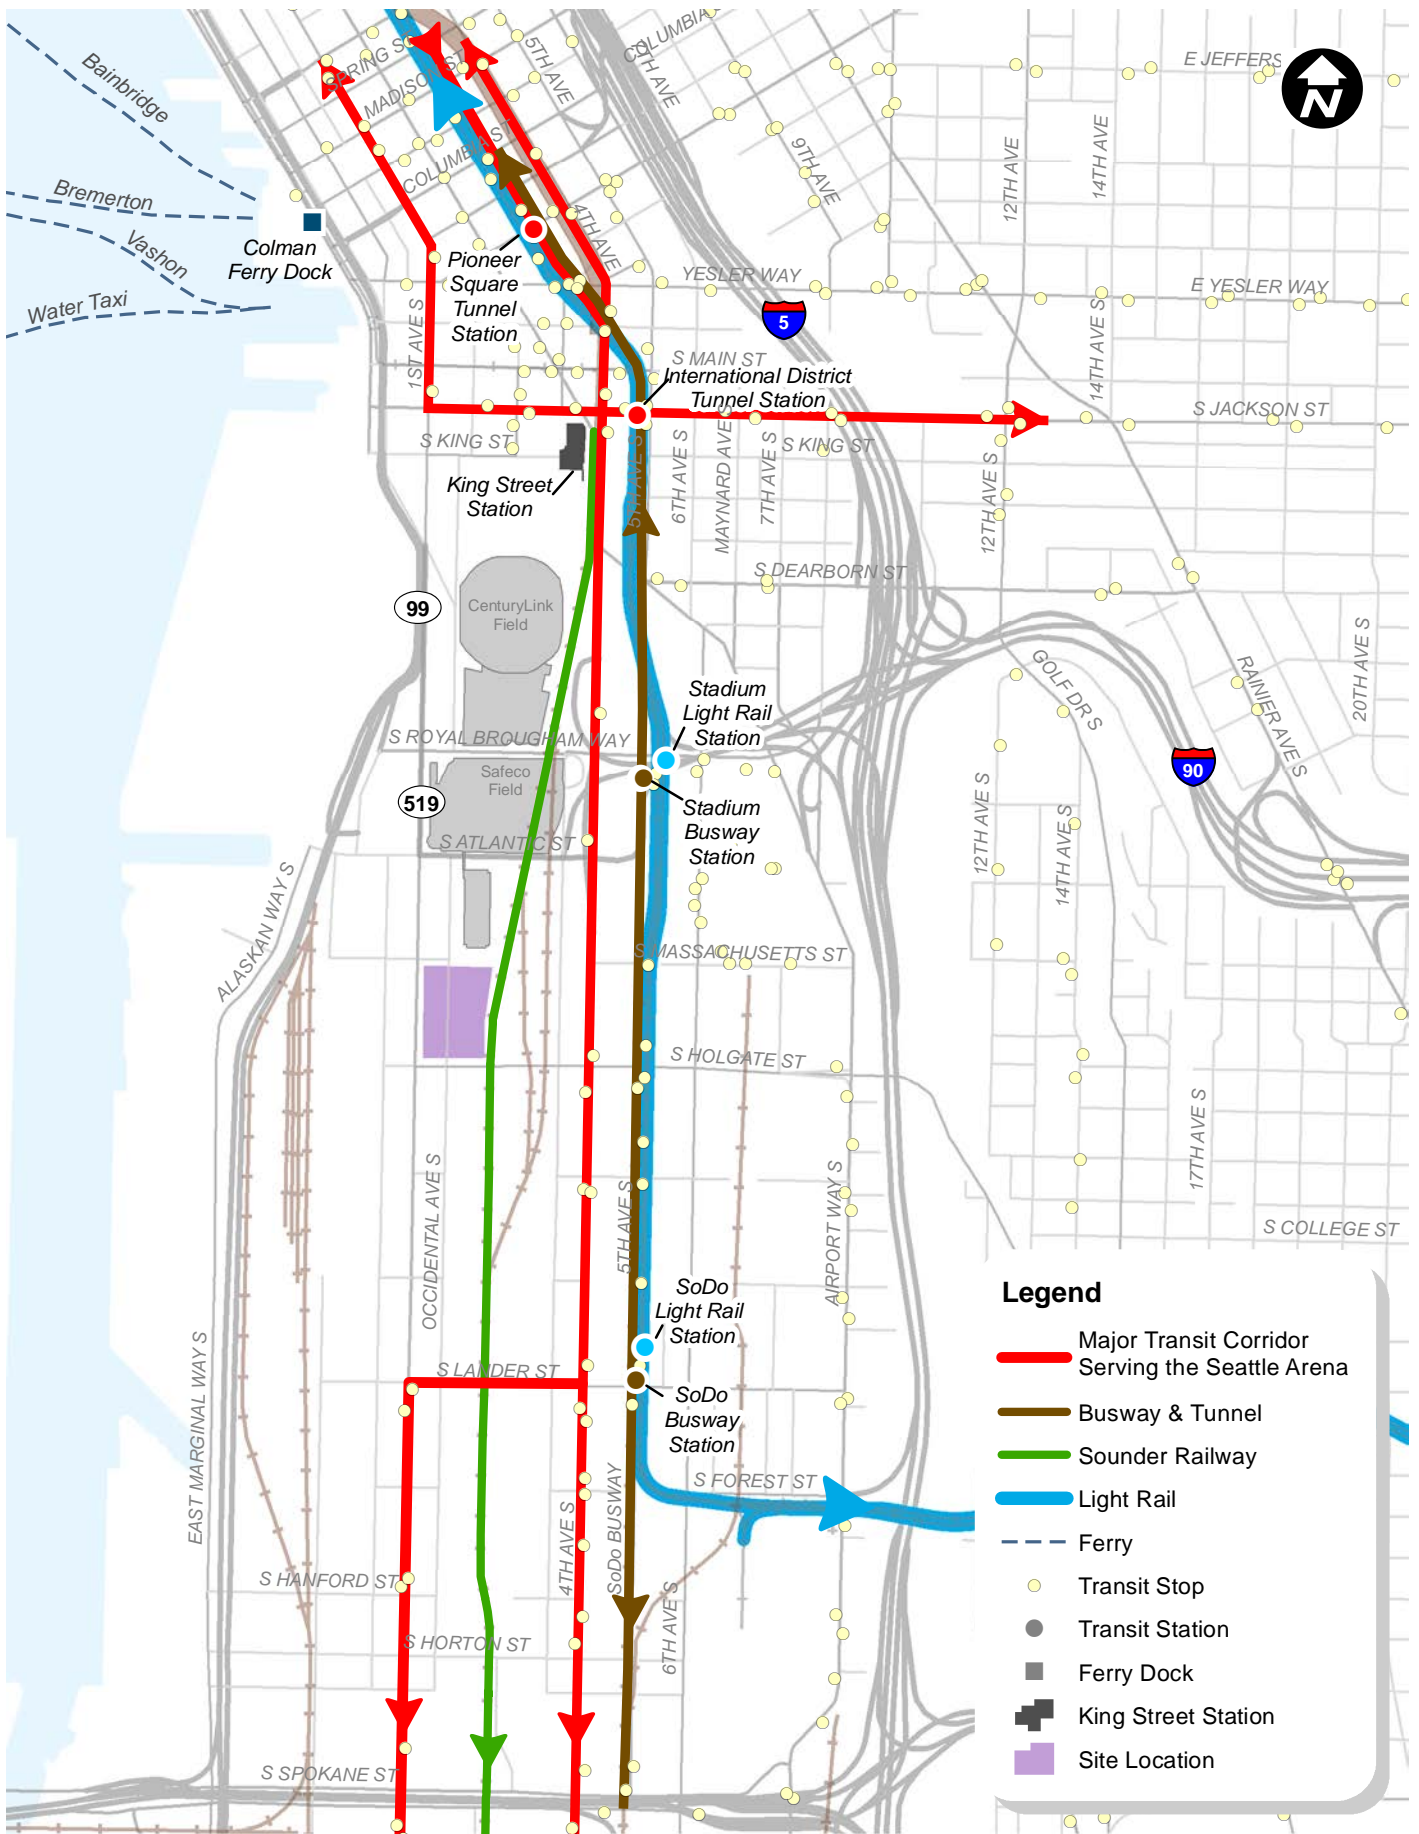 SPRING ST
5TH AVE
COLUMBIA
E JEFFERS
N
Bainbridge
MADISON ST
7TH AVE
9TH AVE
12TH AVE
14TH AVE
COLUMBIA ST
Bremerton
Colman
Ferry Dock
Vashon
4TH AVE
Pioneer
Square
Tunnel
Station
YESLER WAY
E YESLER WAY
Water Taxi
1ST AVE S
5
14TH AVE S
S MAIN ST
International District
Tunnel Station
S JACKSON ST
S KING ST
S KING ST
King Street
Station
5TH AVE S
6TH AVE S
MAYNARD AVE S
7TH AVE S
12TH AVE S
S DEARBORN ST
99
CenturyLink
Field
GOLF DR S
RAINIER AVE S
20TH AVE S
Stadium
Light Rail
Station
S ROYAL BROUGHAM WAY
Safeco
Field
519
90
Stadium
Busway
Station
12TH AVE S
14TH AVE S
S ATLANTIC ST
ALASKAN WAY S
S MASSACHUSETTS ST
S HOLGATE ST
17TH AVE S
OCCIDENTAL AVE S
5TH AVE S
AIRPORT WAY S
S COLLEGE ST
SoDo
Light Rail
Station
EAST MARGINAL WAY S
S LANDER ST
SoDo
Busway
Station
S FOREST ST
4TH AVE S
SoDo BUSWAY
S HANFORD ST
6TH AVE S
S HORTON ST
S SPOKANE ST
Legend
Major Transit Corridor
Serving the Seattle Arena
Busway & Tunnel
Sounder Railway
Light Rail
Ferry
Transit Stop
Transit Station
Ferry Dock
King Street Station
Site Location